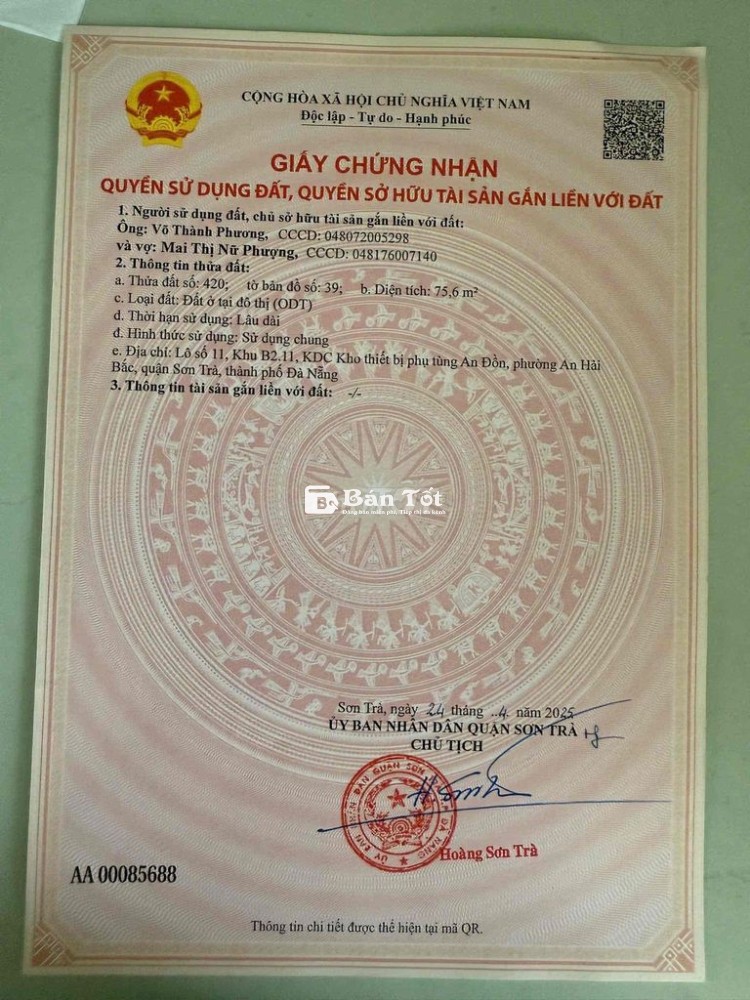 CỘNG HÒA XÃ HỘI CHỦ NGHĨA VIỆT NAM
Độc lập - Tự do - Hạnh phúc
GIẤY CHỨNG NHẬN
QUYỀN SỬ DỤNG ĐẤT, QUYỀN SỞ HỮU TÀI SẢN GẮN LIỀN VỚI ĐẤT
1. Người sử dụng đất, chủ sở hữu tài sản gắn liền với đất:
Ông: Võ Thành Phương, CCCD: 048072005298
và vợ: Mai Thị Nữ Phượng, CCCD: 048176007140
2. Thông tin thửa đất:
a. Thửa đất số: 420; tờ bản đồ số: 39; b. Diện tích: 75,6 m²
c. Loại đất: Đất ở tại đô thị (ODT)
d. Thời hạn sử dụng: Lâu dài
đ. Hình thức sử dụng: Sử dụng chung
e. Địa chỉ: Lô số 11, Khu B2.11, KDC Kho thiết bị phụ tùng An Đồn, phường An Hải
Bắc, quận Sơn Trà, thành phố Đà Nẵng
3. Thông tin tài sản gắn liền với đất: -/-
Bán Tốt
Sơn Trà, ngày 24 tháng ..4. năm 2025
ỦY BAN NHÂN DÂN QUẬN SƠN TRÀ
CHỦ TỊCH
Hoàng Sơn Trà
AA 00085688
Thông tin chi tiết được thể hiện tại mã QR.